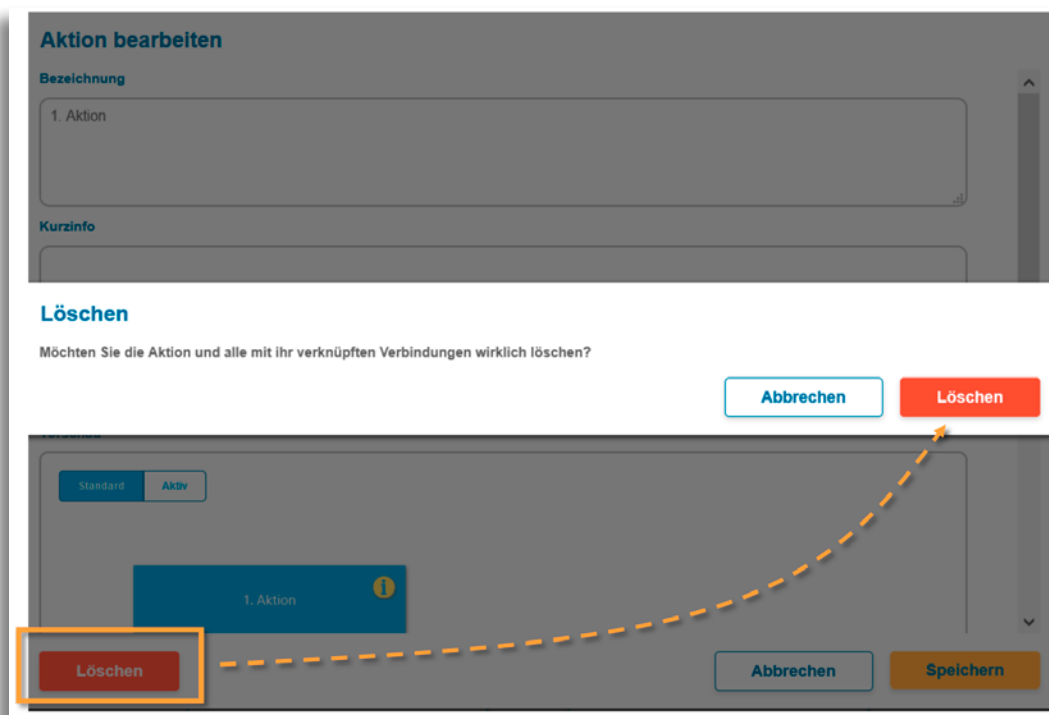 Aktion bearbeiten
Bezeichnung
1. Aktion
Kurzinfo
Löschen
Möchten Sie die Aktion und alle mit ihr verknüpften Verbindungen wirklich löschen?
Abbrechen
Löschen
Standard
Aktiv
1. Aktion
Löschen
Abbrechen
Speichern